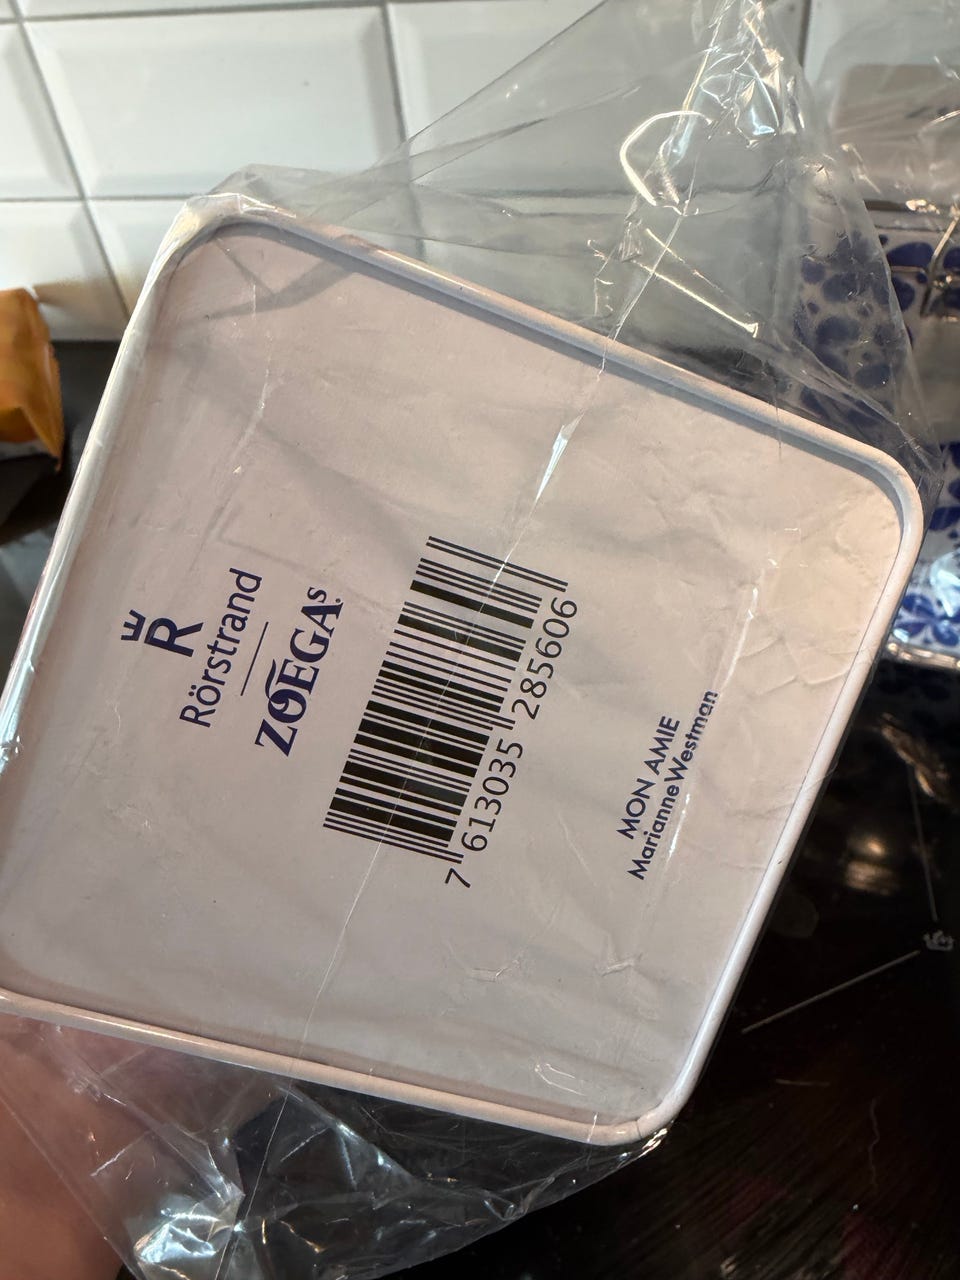 R
Rörstrand
ZOÉGAS
7 613035 285606
MON AMIE
Marianne Westman